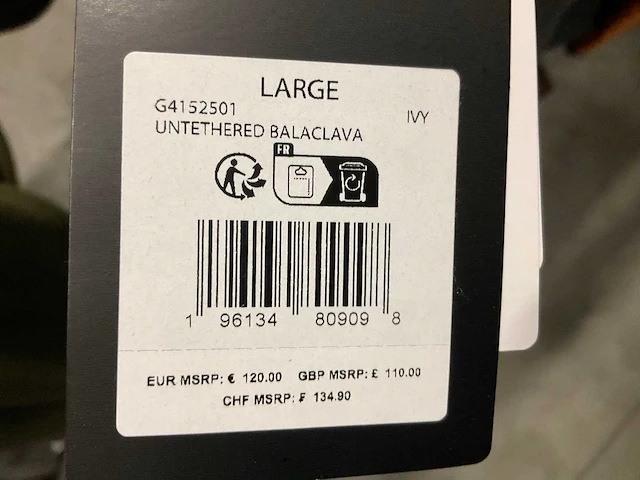 LARGE
G4152501 IVY
UNTETHERED BALACLAVA
FR
1 96134 80909 8
EUR MSRP: € 120.00 GBP MSRP: £ 110.00
CHF MSRP: ₣ 134.90